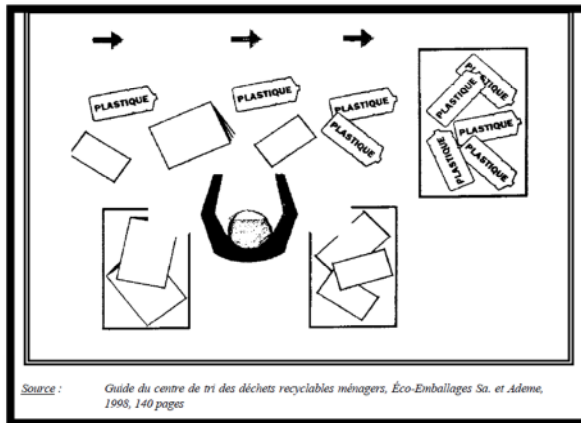 PLASTIQUE
PLASTIQUE
PLASTIQUE
PLASTIQUE
PLASTIQUE
PLASTIQUE
PLASTIQUE
PLASTIQUE
PLASTIQUE
Source : Guide du centre de tri des déchets recyclables ménagers, Éco-Emballages Sa. et Ademe,
1998, 140 pages